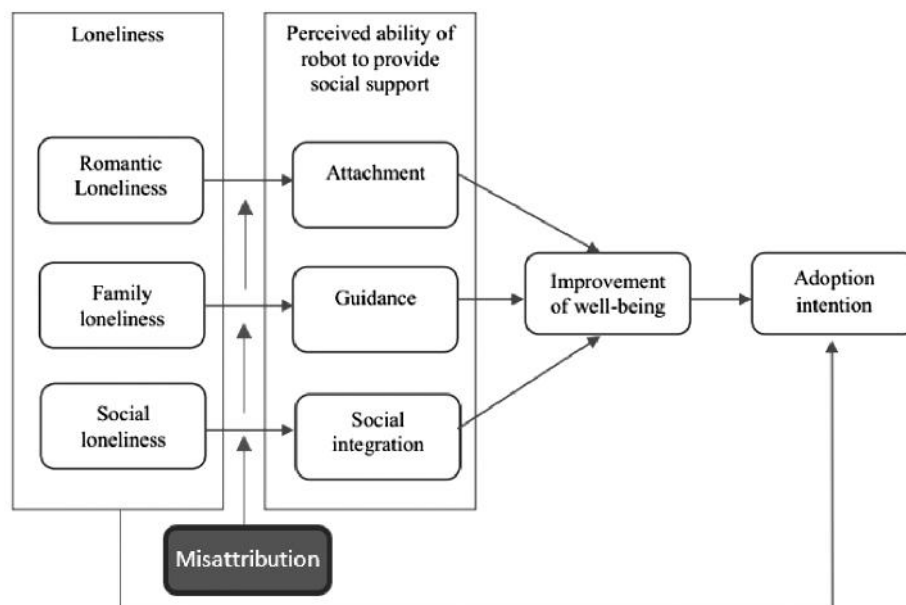 Loneliness
Perceived ability of
robot to provide
social support
Romantic
Loneliness
Attachment
Family
loneliness
Guidance
Improvement
of well-being
Adoption
intention
Social
loneliness
Social
integration
Misattribution